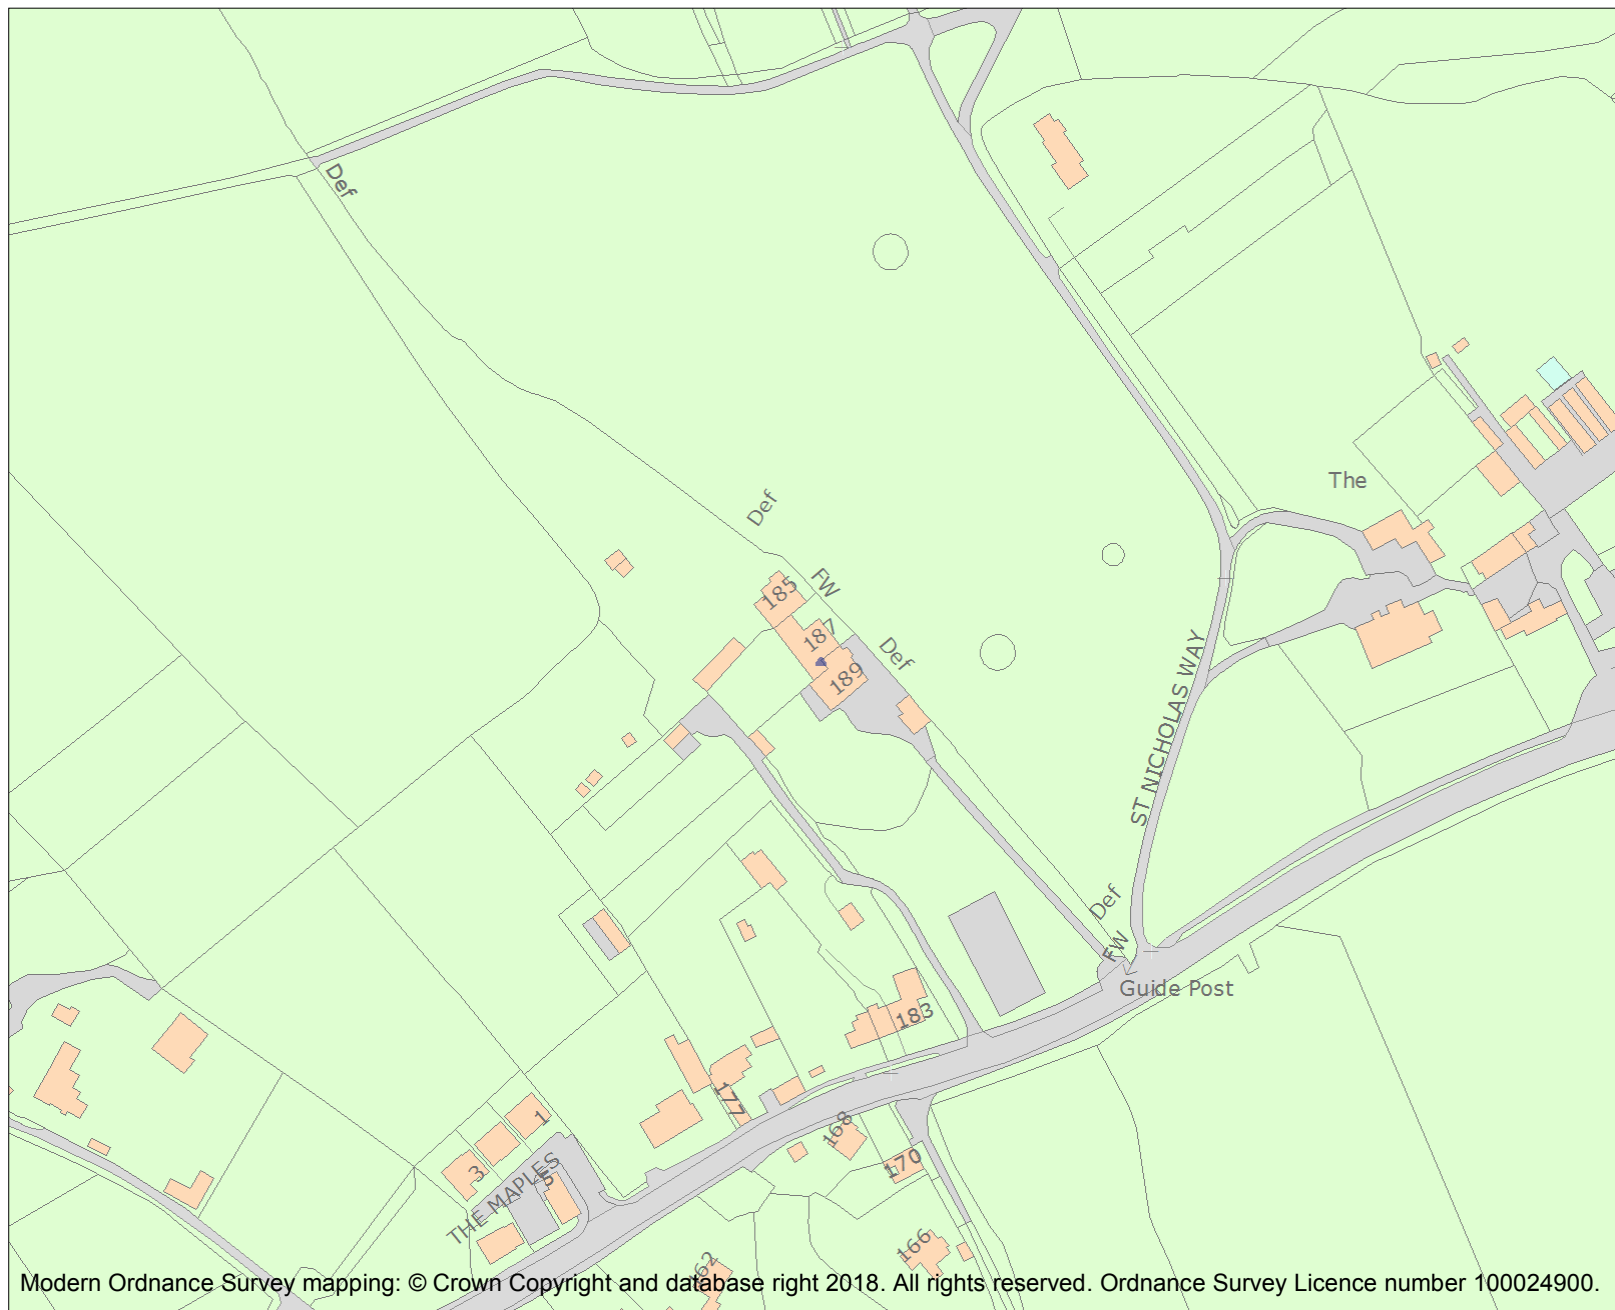 Def
The
Def
FW
185
187
189
Def
ST NICHOLAS WAY
Def
FW
Guide Post
183
177
168
170
1
3
5
THE MAPLES
166
Modern Ordnance Survey mapping: © Crown Copyright and database right 2018. All rights reserved. Ordnance Survey Licence number 100024900.